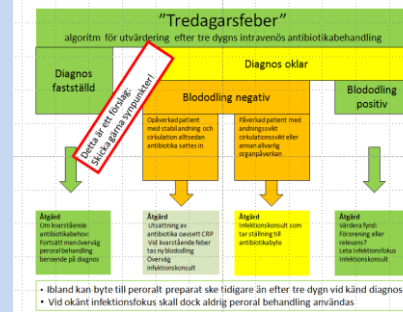 ”Tredagarsfeber”
algoritm för utvärdering efter tre dygns intravenös antibiotikabehandling
Diagnos
fastställd
Detta är ett förslag:
Skicka gärna synpunkter!
Diagnos oklar
Blododling negativ
Blododling
positiv
Opåverkad patient
med stabil andning och
cirkulation alltsedan
antibiotika sattes in
Påverkad patient med
andningssvikt
cirkulationssvikt eller
annan allvarlig
organpåverkan
Åtgärd
Om kvarstående
antibiotikabehov:
Fortsätt men överväg
peroral behandling
beroende på diagnos
Åtgärd
Utsättning av
antibiotika oavsett CRP
Vid kvarstående feber
tas ny blododling
Överväg
infektionskonsult
Åtgärd
Infektionskonsult som
tar ställning till
antibiotikabyte
Åtgärd
Värdera fynd:
Förorening eller
relevans?
Leta infektionsfokus
Infektionskonsult
• Ibland kan byte till peroralt preparat ske tidigare än efter tre dygn vid känd diagnos
• Vid okänt infektionsfokus skall dock aldrig peroral behandling användas